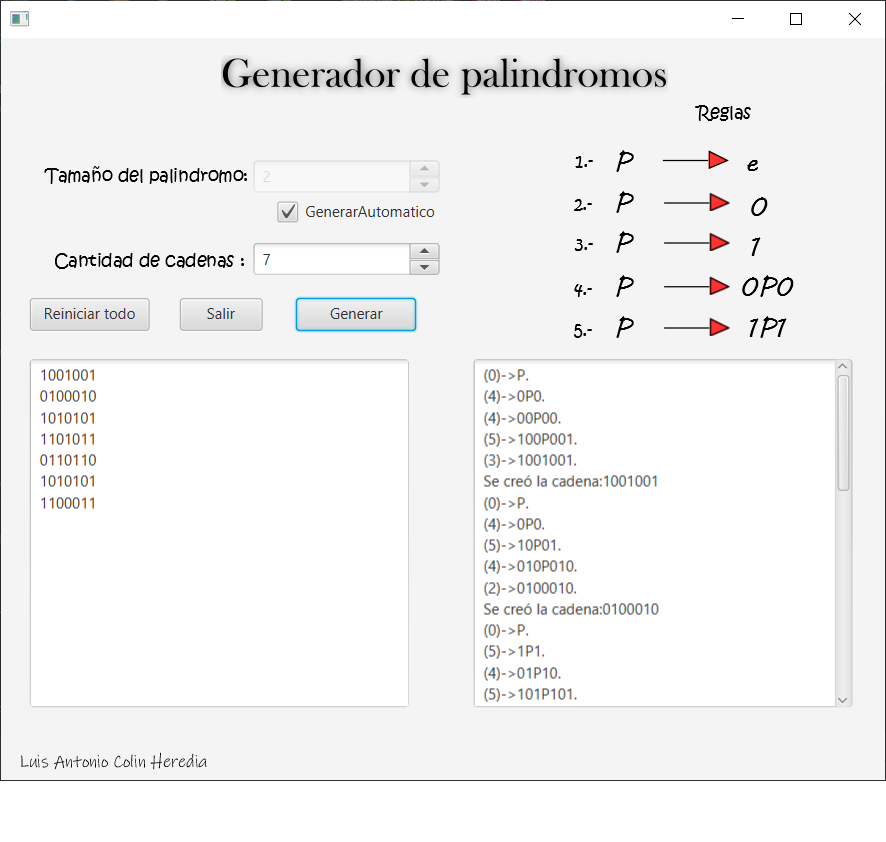 Generador de palindromos
Reglas
1.- P e
2.- P 0
3.- P 1
4.- P 0P0
5.- P 1P1
Tamaño del palindromo: 2
GenerarAutomatico
Cantidad de cadenas : 7
Reiniciar todo Salir Generar
1001001
0100010
1010101
1101011
0110110
1010101
1100011
(0)->P.
(4)->0P0.
(4)->00P00.
(5)->100P001.
(3)->1001001.
Se creó la cadena:1001001
(0)->P.
(4)->0P0.
(5)->10P01.
(4)->010P010.
(2)->0100010.
Se creó la cadena:0100010
(0)->P.
(5)->1P1.
(4)->01P10.
(5)->101P101.
Luis Antonio Colin Heredia